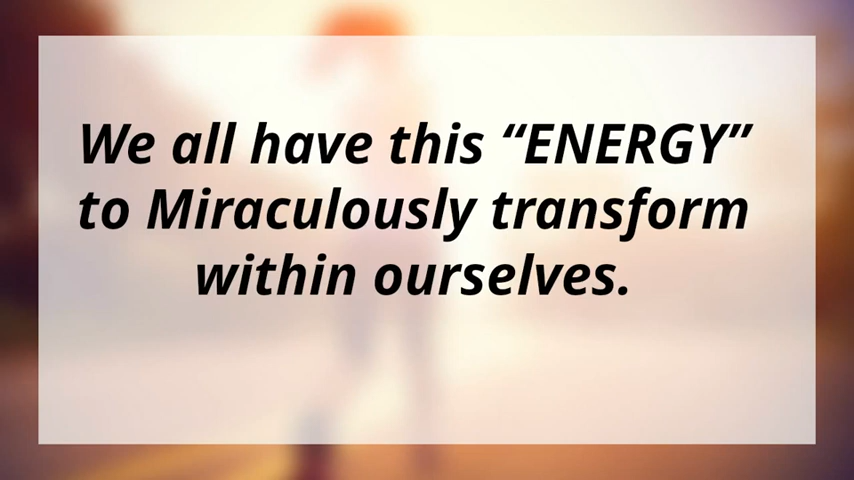 We all have this “ENERGY”
to Miraculously transform
within ourselves.